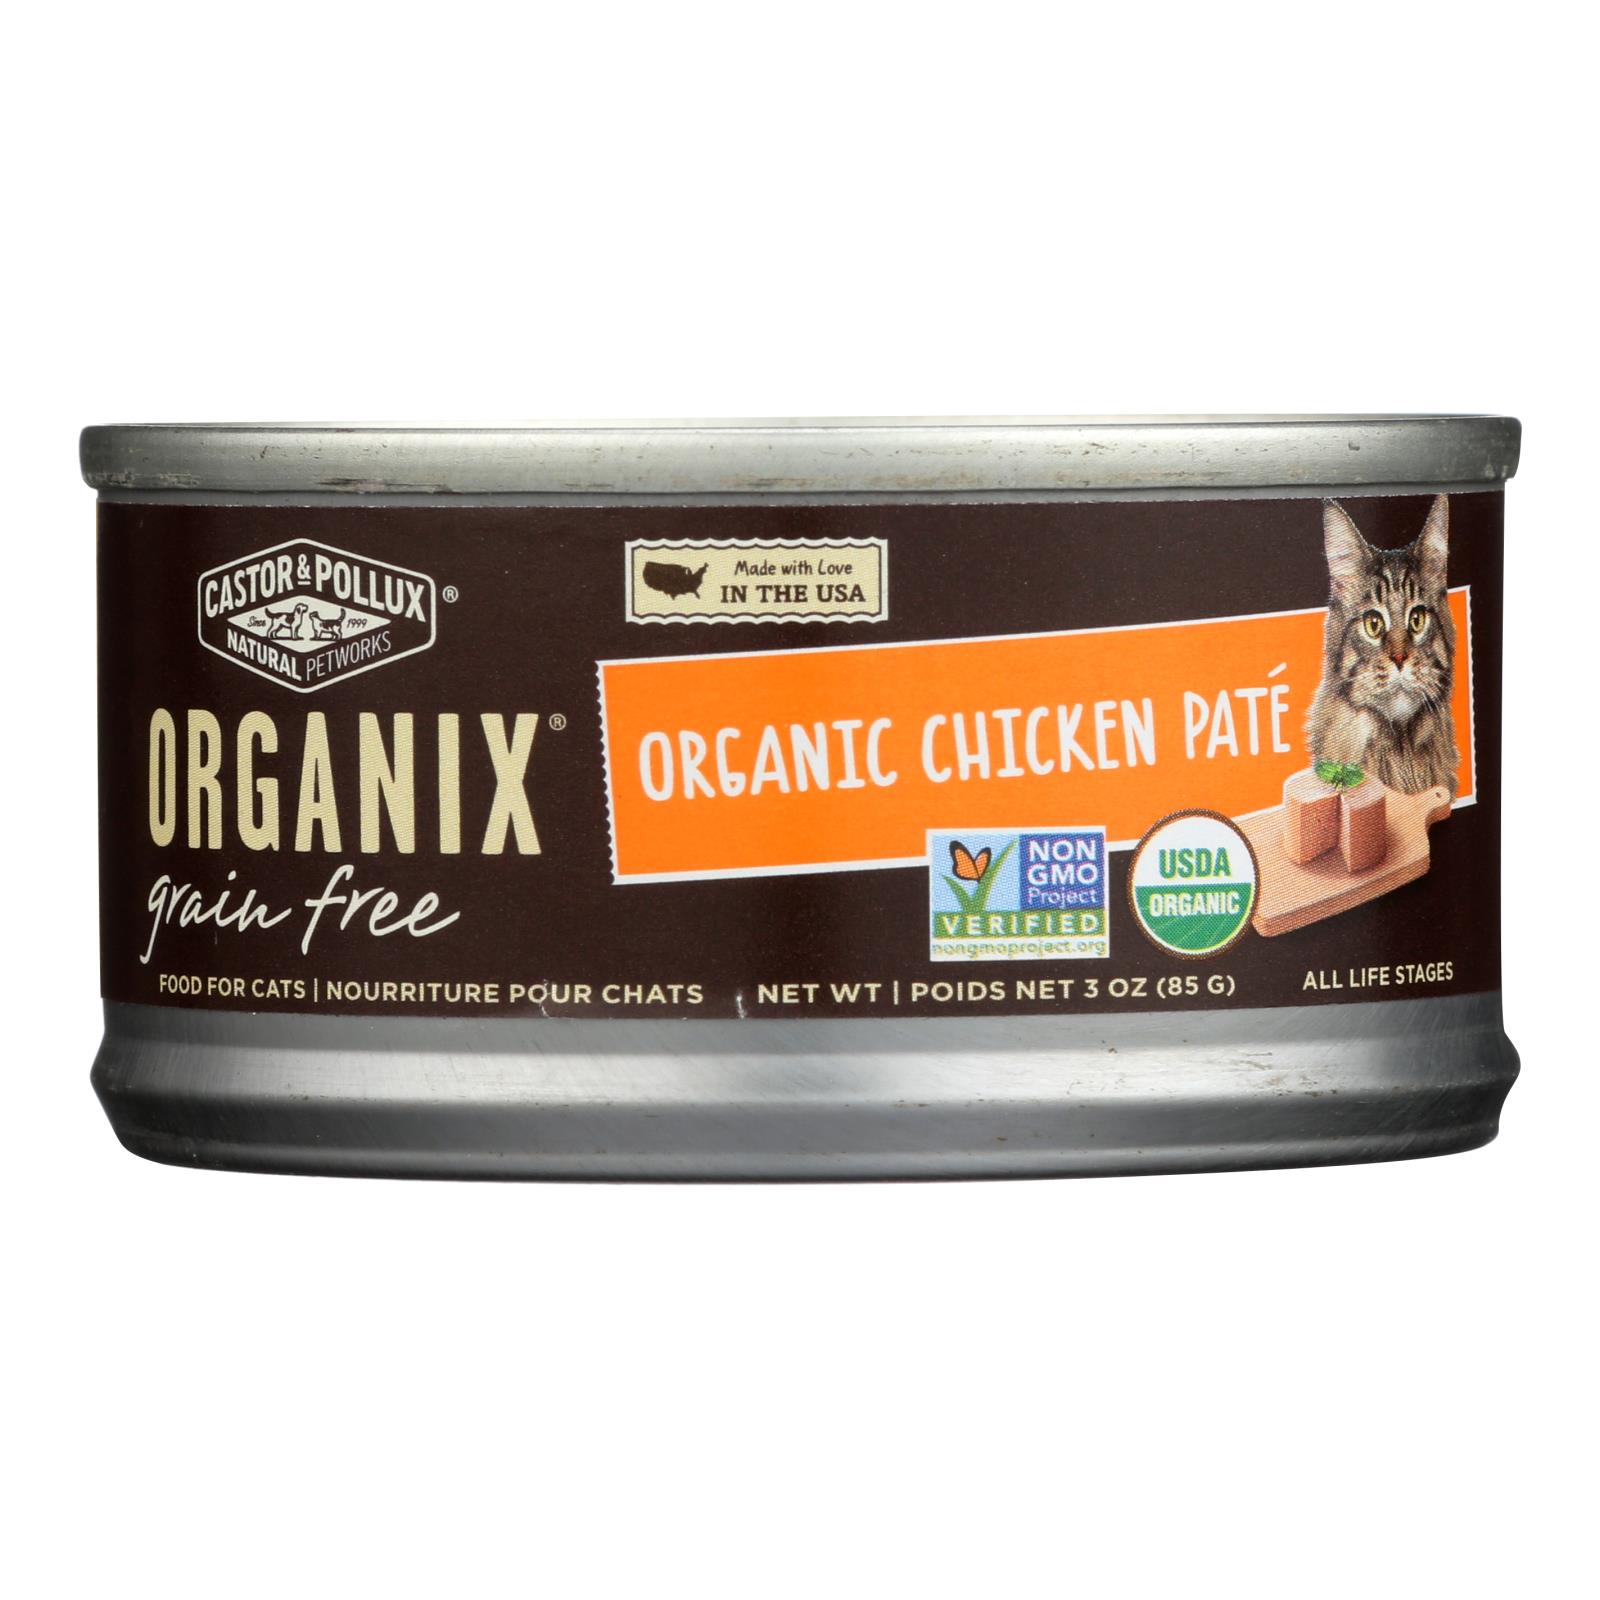 CASTOR & POLLUX ®
Since 1999
NATURAL PETWORKS
ORGANIX ®
grain free
Made with Love
IN THE USA
ORGANIC CHICKEN PATÉ
NON
GMO
Project
VERIFIED
nongmoproject.org
USDA
ORGANIC
FOOD FOR CATS | NOURRITURE POUR CHATS
NET WT | POIDS NET 3 OZ (85 G)
ALL LIFE STAGES